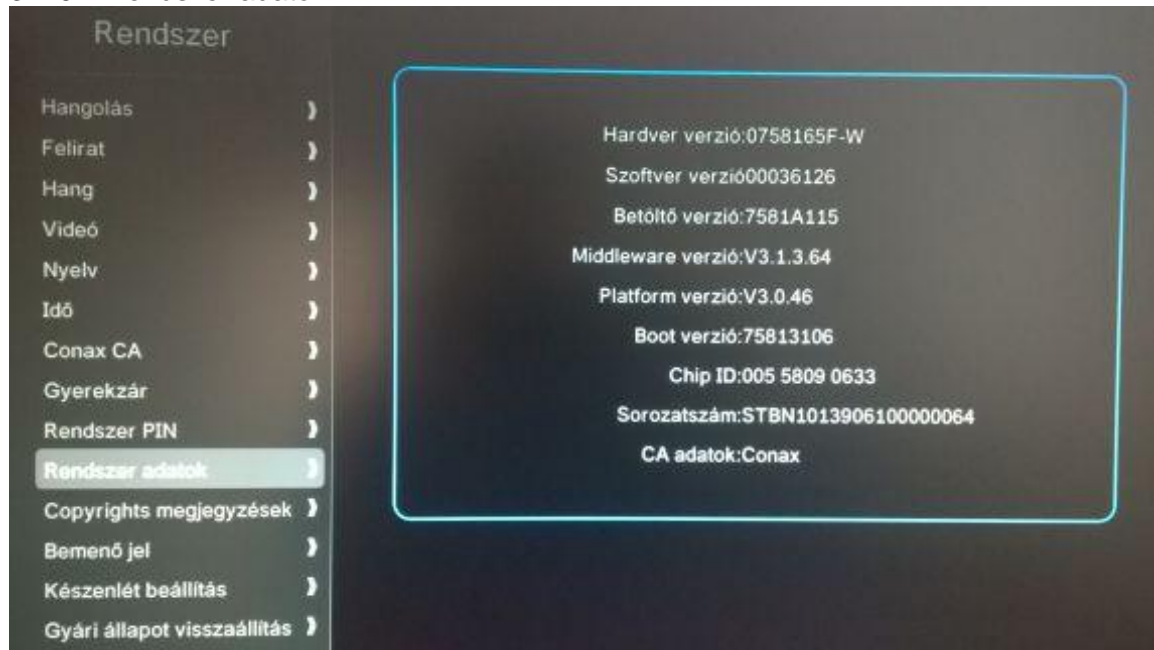 Rendszer
Hangolás
Felirat
Hang
Videó
Nyelv
Idő
Conax CA
Gyerekzár
Rendszer PIN
Rendszer adatok
Copyrights megjegyzések
Bemenő jel
Készenlét beállítás
Gyári állapot visszaállítás
Hardver verzió:0758165F-W
Szoftver verzió00036126
Betöltő verzió:7581A115
Middleware verzió:V3.1.3.64
Platform verzió:V3.0.46
Boot verzió:75813106
Chip ID:005 5809 0633
Sorozatszám:STBN1013906100000064
CA adatok:Conax